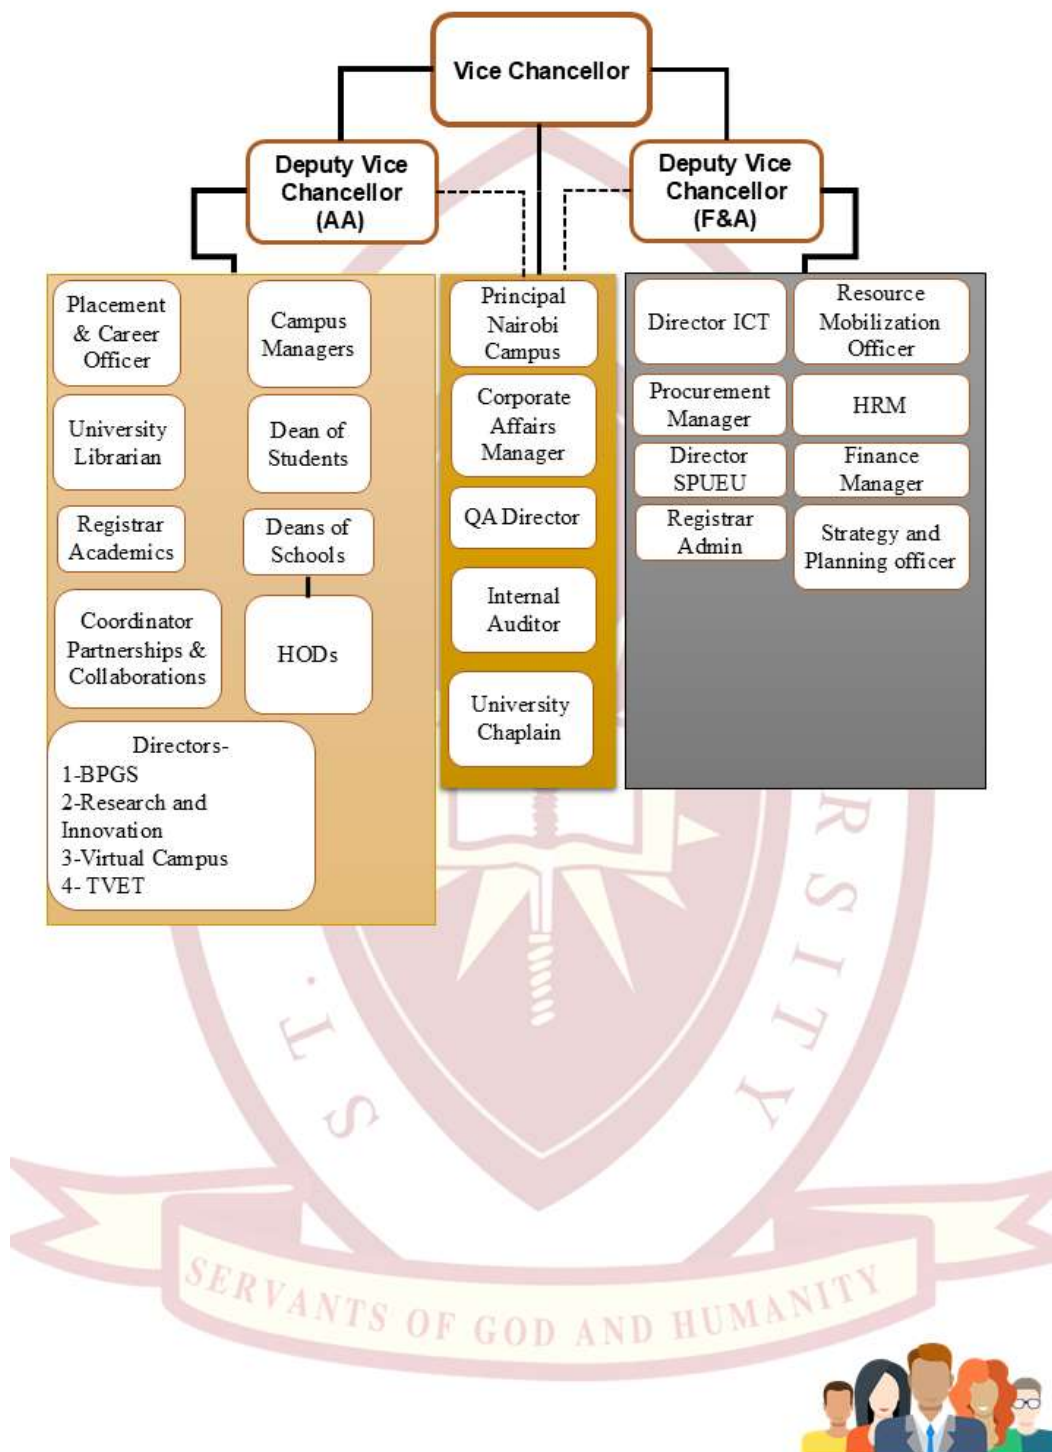 Vice Chancellor
Deputy Vice
Chancellor
(AA)
Deputy Vice
Chancellor
(F&A)
Placement
& Career
Officer
Campus
Managers
University
Librarian
Dean of
Students
Registrar
Academics
Deans of
Schools
Coordinator
Partnerships &
Collaborations
HODs
Directors-
1-BPGS
2-Research and
Innovation
3-Virtual Campus
4- TVET
Principal
Nairobi
Campus
Corporate
Affairs
Manager
QA Director
Internal
Auditor
University
Chaplain
Director ICT
Resource
Mobilization
Officer
Procurement
Manager
HRM
Director
SPUEU
Finance
Manager
Registrar
Admin
Strategy and
Planning officer
ST.
RSITY
SERVANTS OF GOD AND HUMANITY